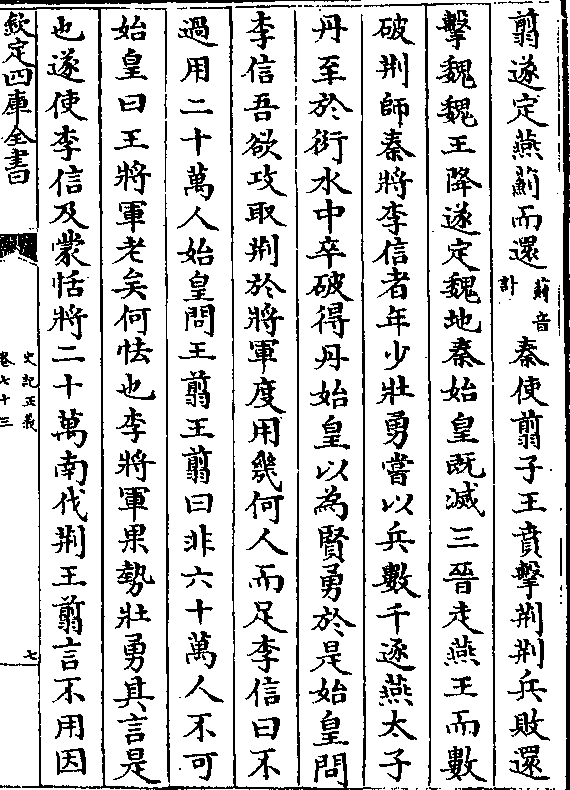 翦遂定燕薊而還薊音計秦使翦子王賁擊荆荆兵敗還
擊魏魏王降遂定魏地秦始皇既滅三晉走燕王而數
破荆師秦將李信者年少壯勇嘗以兵數千逐燕太子
丹至於衍水中卒破得丹始皇以為賢勇於是始皇問
李信吾欲攻取荆於將軍度用幾何人而足李信曰不
過用二十萬人始皇問王翦王翦曰非六十萬人不可
始皇曰王將軍老矣何怯也李將軍果勢壯勇其言是
也遂使李信及蒙恬將二十萬南伐荆王翦言不用因
欽定四庫全書
史記正義
卷七十三
七